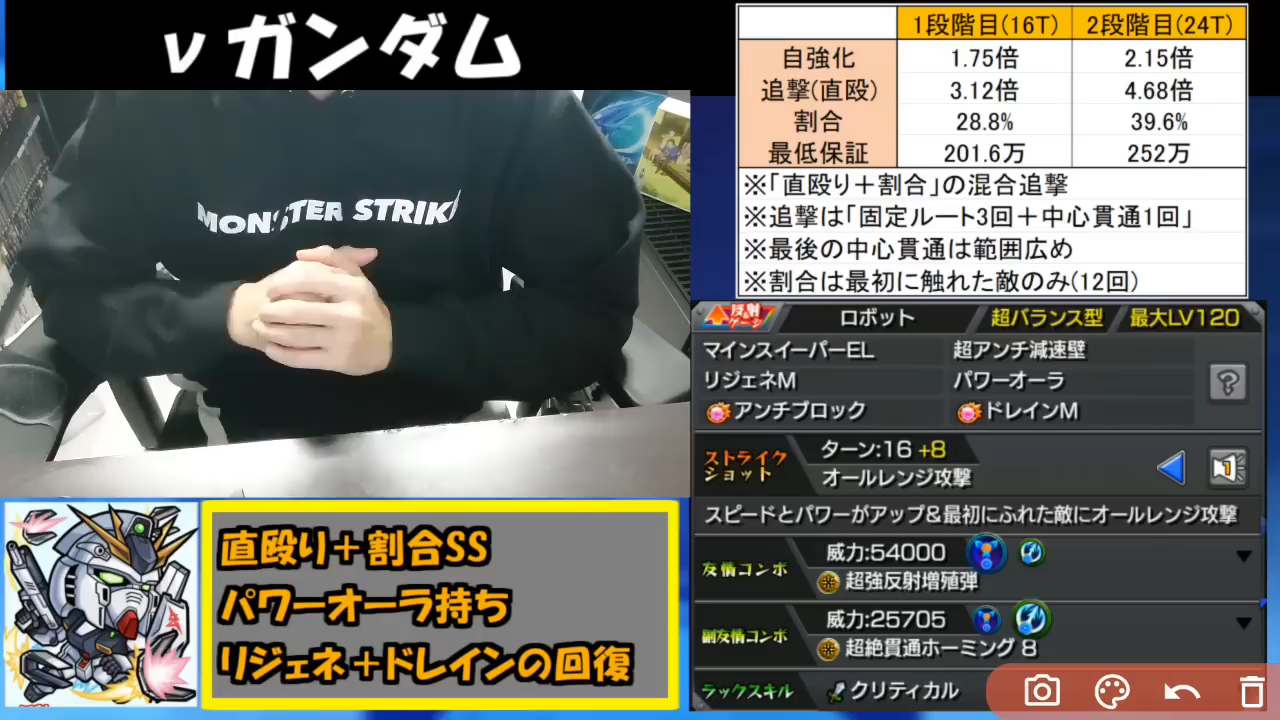 νガンダム
1段階目(16T) 2段階目(24T)
自強化 1.75倍 2.15倍
追撃(直殴) 3.12倍 4.68倍
割合 28.8% 39.6%
最低保証 201.6万 252万
※「直殴り+割合」の混合追撃
※追撃は「固定ルート3回+中心貫通1回」
※最後の中心貫通は範囲広め
※割合は最初に触れた敵のみ(12回)
MONSTER STRIK
反射 ゲージ ロボット 超バランス型 最大LV120
マインスイーパーEL 超アンチ減速壁
リジェネM パワーオーラ ?
アンチブロック ドレインM
ストライクショット ターン:16 +8
オールレンジ攻撃 1
スピードとパワーがアップ&最初にふれた敵にオールレンジ攻撃
友情コンボ 威力:54000
超強反射増殖弾
副友情コンボ 威力:25705
超絶貫通ホーミング 8
ラックスキル クリティカル
直殴り+割合SS
パワーオーラ持ち
リジェネ+ドレインの回復